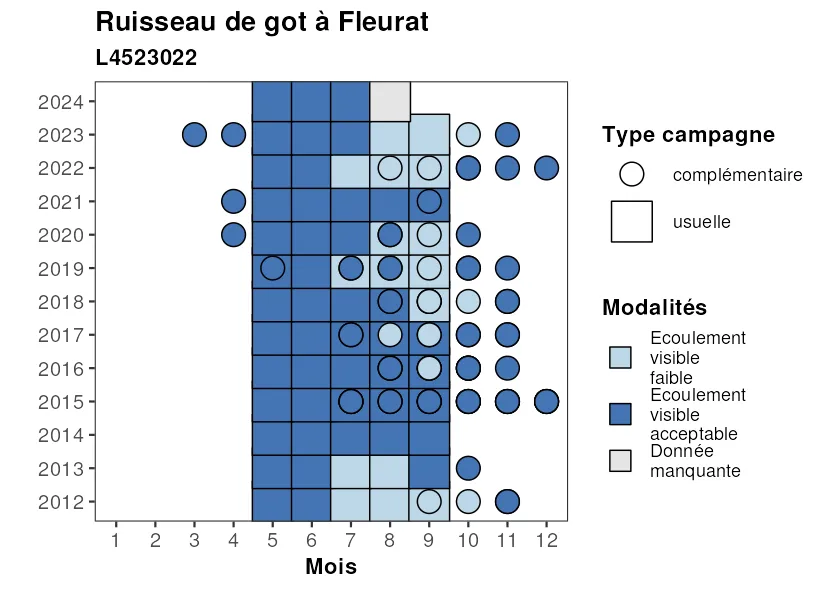 Ruisseau de got à Fleurat
L4523022
2024
2023
2022
2021
2020
2019
2018
2017
2016
2015
2014
2013
2012
1 2 3 4 5 6 7 8 9 10 11 12
Mois
Type campagne
complémentaire
usuelle
Modalités
Ecoulement
visible
faible
Ecoulement
visible
acceptable
Donnée
manquante